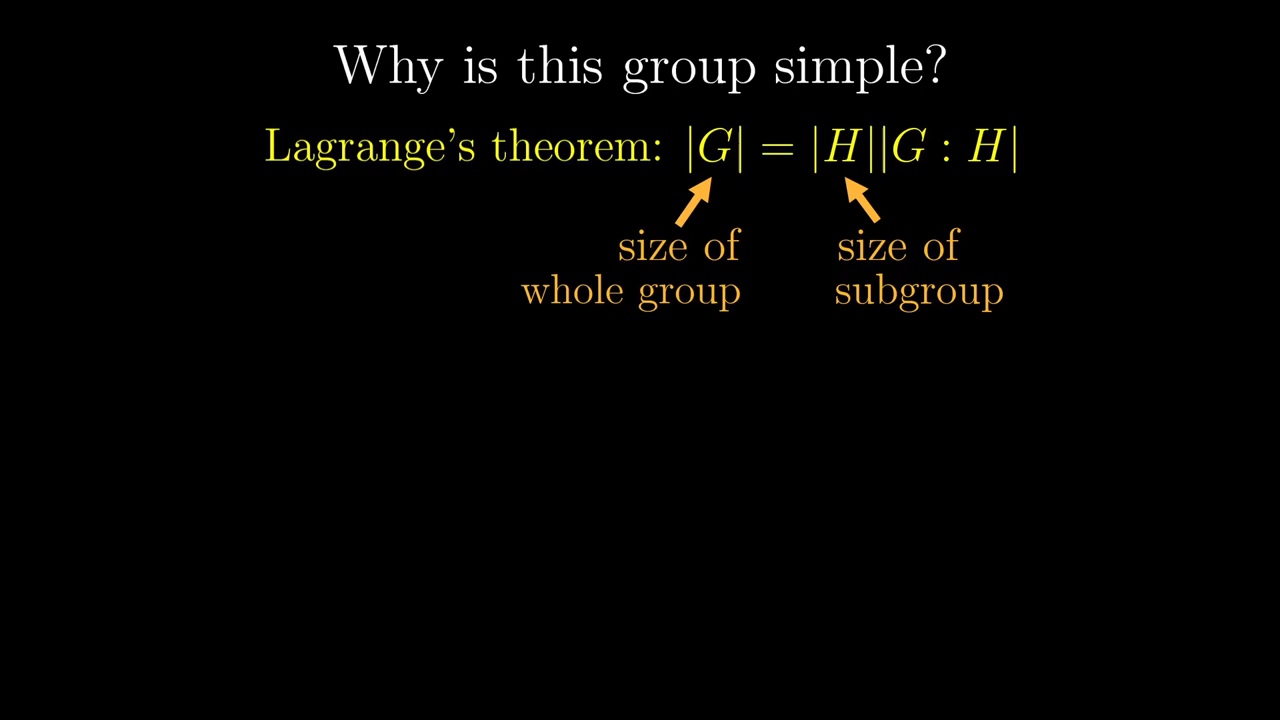 Why is this group simple?
Lagrange's theorem: |G| = |H||G : H|
size of
whole group
size of
subgroup